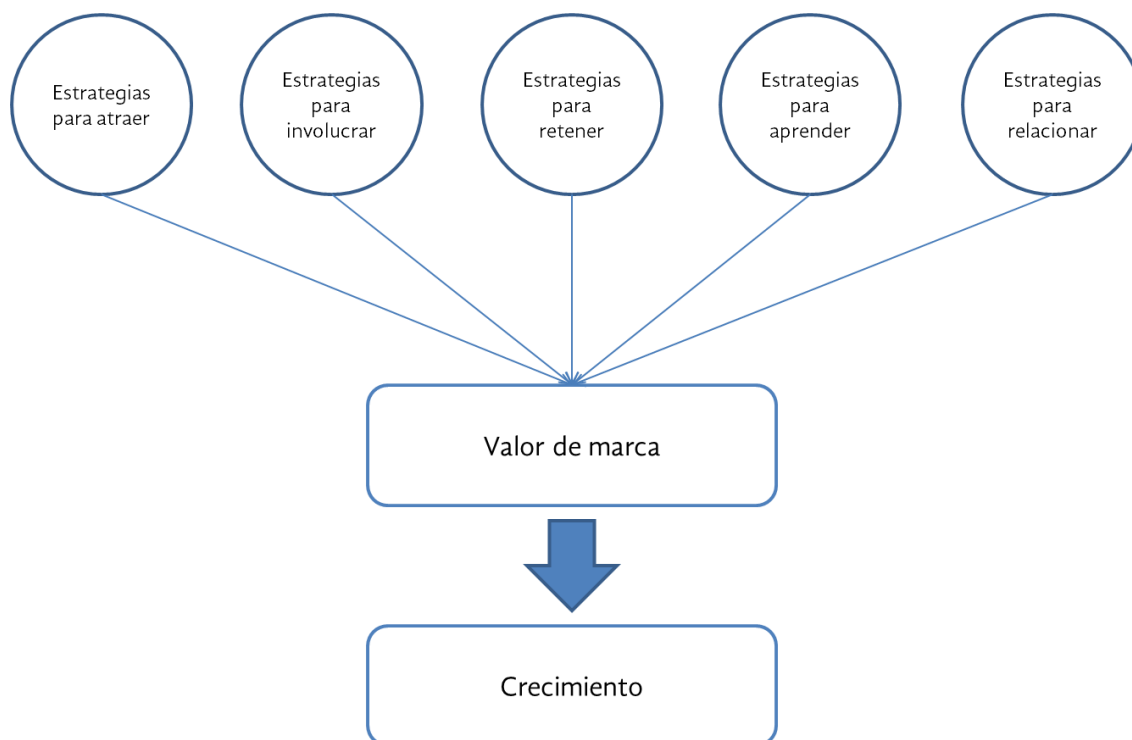 Estrategias
para atraer
Estrategias
para
involucrar
Estrategias
para
retener
Estrategias
para
aprender
Estrategias
para
relacionar
Valor de marca
Crecimiento